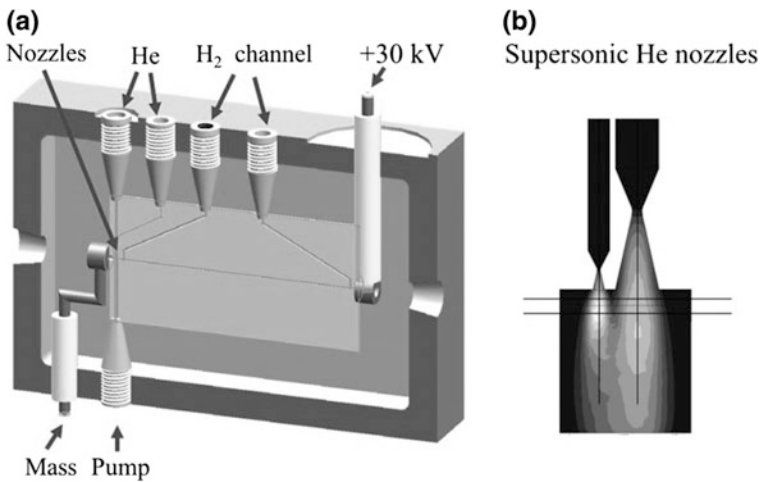 (a)
Nozzles
He
H₂ channel
+30 kV
Mass
Pump
(b)
Supersonic He nozzles